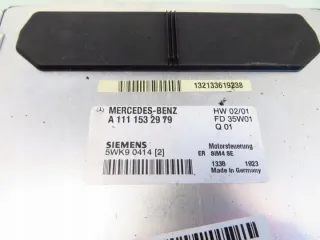 132133619238
MERCEDES-BENZ HW 02/01
A 111 153 29 79 FD 35W01
Q 01
SIEMENS Motorsteuerung
5WK9 0414 [2] ER SIM4 SE
1336 1023
Made in Germany